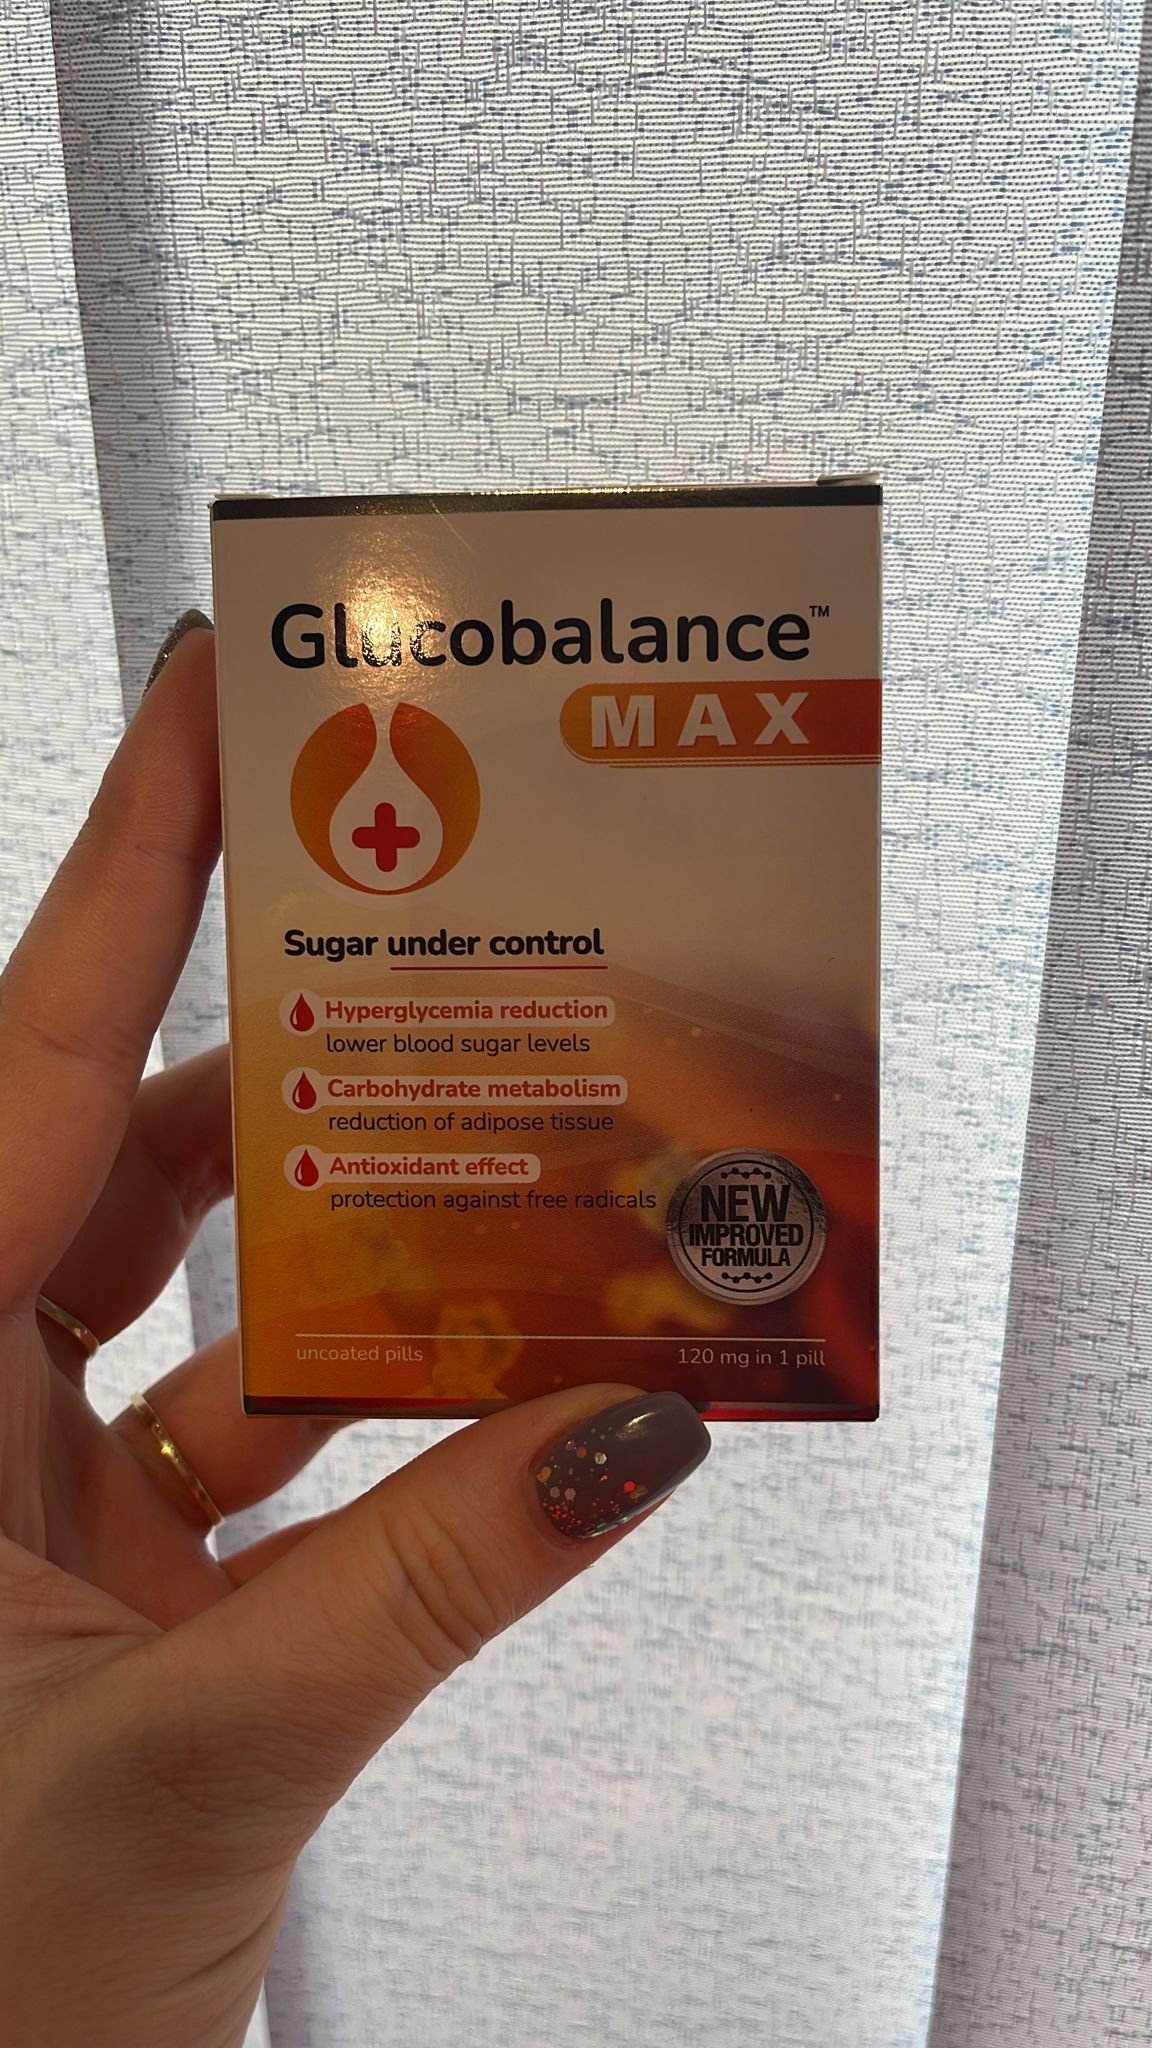 Glucobalance™
MAX
Sugar under control
Hyperglycemia reduction
lower blood sugar levels
Carbohydrate metabolism
reduction of adipose tissue
Antioxidant effect
protection against free radicals
NEW
IMPROVED
FORMULA
uncoated pills
120 mg in 1 pill